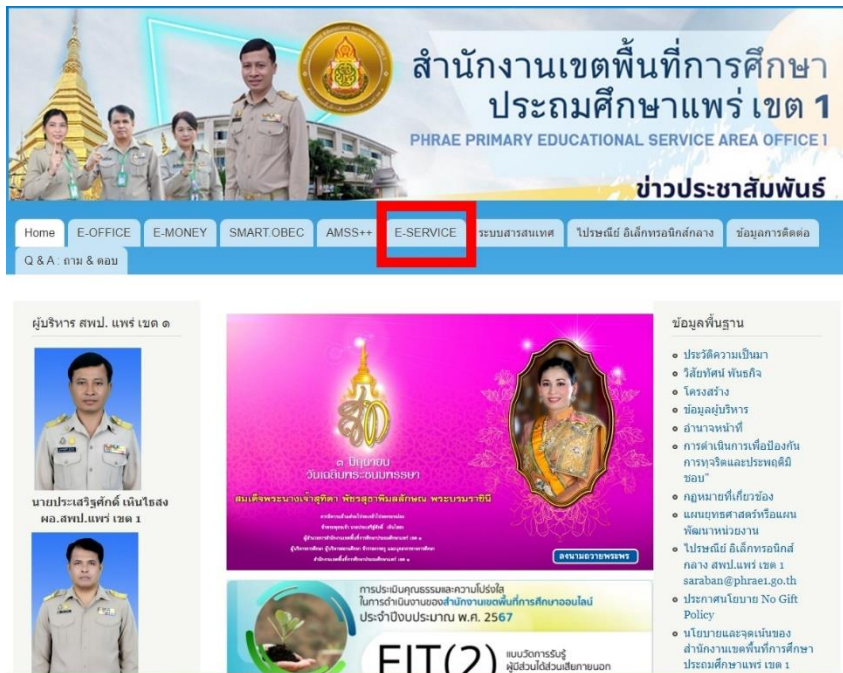 สำนักงานเขตพื้นที่การศึกษา
ประถมศึกษาแพร่ เขต 1
PHRAE PRIMARY EDUCATIONAL SERVICE AREA OFFICE 1
ข่าวประชาสัมพันธ์
Home E-OFFICE E-MONEY SMART.OBEC AMSS++ E-SERVICE ระบบสารสนเทศ ไปรษณีย์ อิเล็กทรอนิกส์กลาง ข้อมูลการติดต่อ
Q & A : ถาม & ตอบ
ผู้บริหาร สพป. แพร่ เขต ๑
นายประเสริฐศักดิ์ เหินไธสง
ผอ.สพป.แพร่ เขต 1
๓ มิถุนายน
วันเฉลิมพระชนมพรรษา
สมเด็จพระนางเจ้าสุทิดา พัชรสุธาพิมลลักษณ พระบรมราชินี
ลงนามถวายพระพร
การประเมินคุณธรรมและความโปร่งใส
ในการดำเนินงานของสำนักงานเขตพื้นที่การศึกษาออนไลน์
ประจำปีงบประมาณ พ.ศ. 2567
EIT(2) แบบวัดการรับรู้
ผู้มีส่วนได้ส่วนเสียภายนอก
ข้อมูลพื้นฐาน
ประวัติความเป็นมา
วิสัยทัศน์ พันธกิจ
โครงสร้าง
ข้อมูลผู้บริหาร
อำนาจหน้าที่
การดำเนินการเพื่อป้องกัน
การทุจริตและประพฤติมิ
ชอบ"
กฎหมายที่เกี่ยวข้อง
แผนยุทธศาสตร์หรือแผน
พัฒนาหน่วยงาน
ไปรษณีย์ อิเล็กทรอนิกส์
กลาง สพป.แพร่ เขต 1
saraban@phrae1.go.th
ประกาศนโยบาย No Gift
Policy
นโยบายและจุดเน้นของ
สำนักงานเขตพื้นที่การศึกษา
ประถมศึกษาแพร่ เขต 1